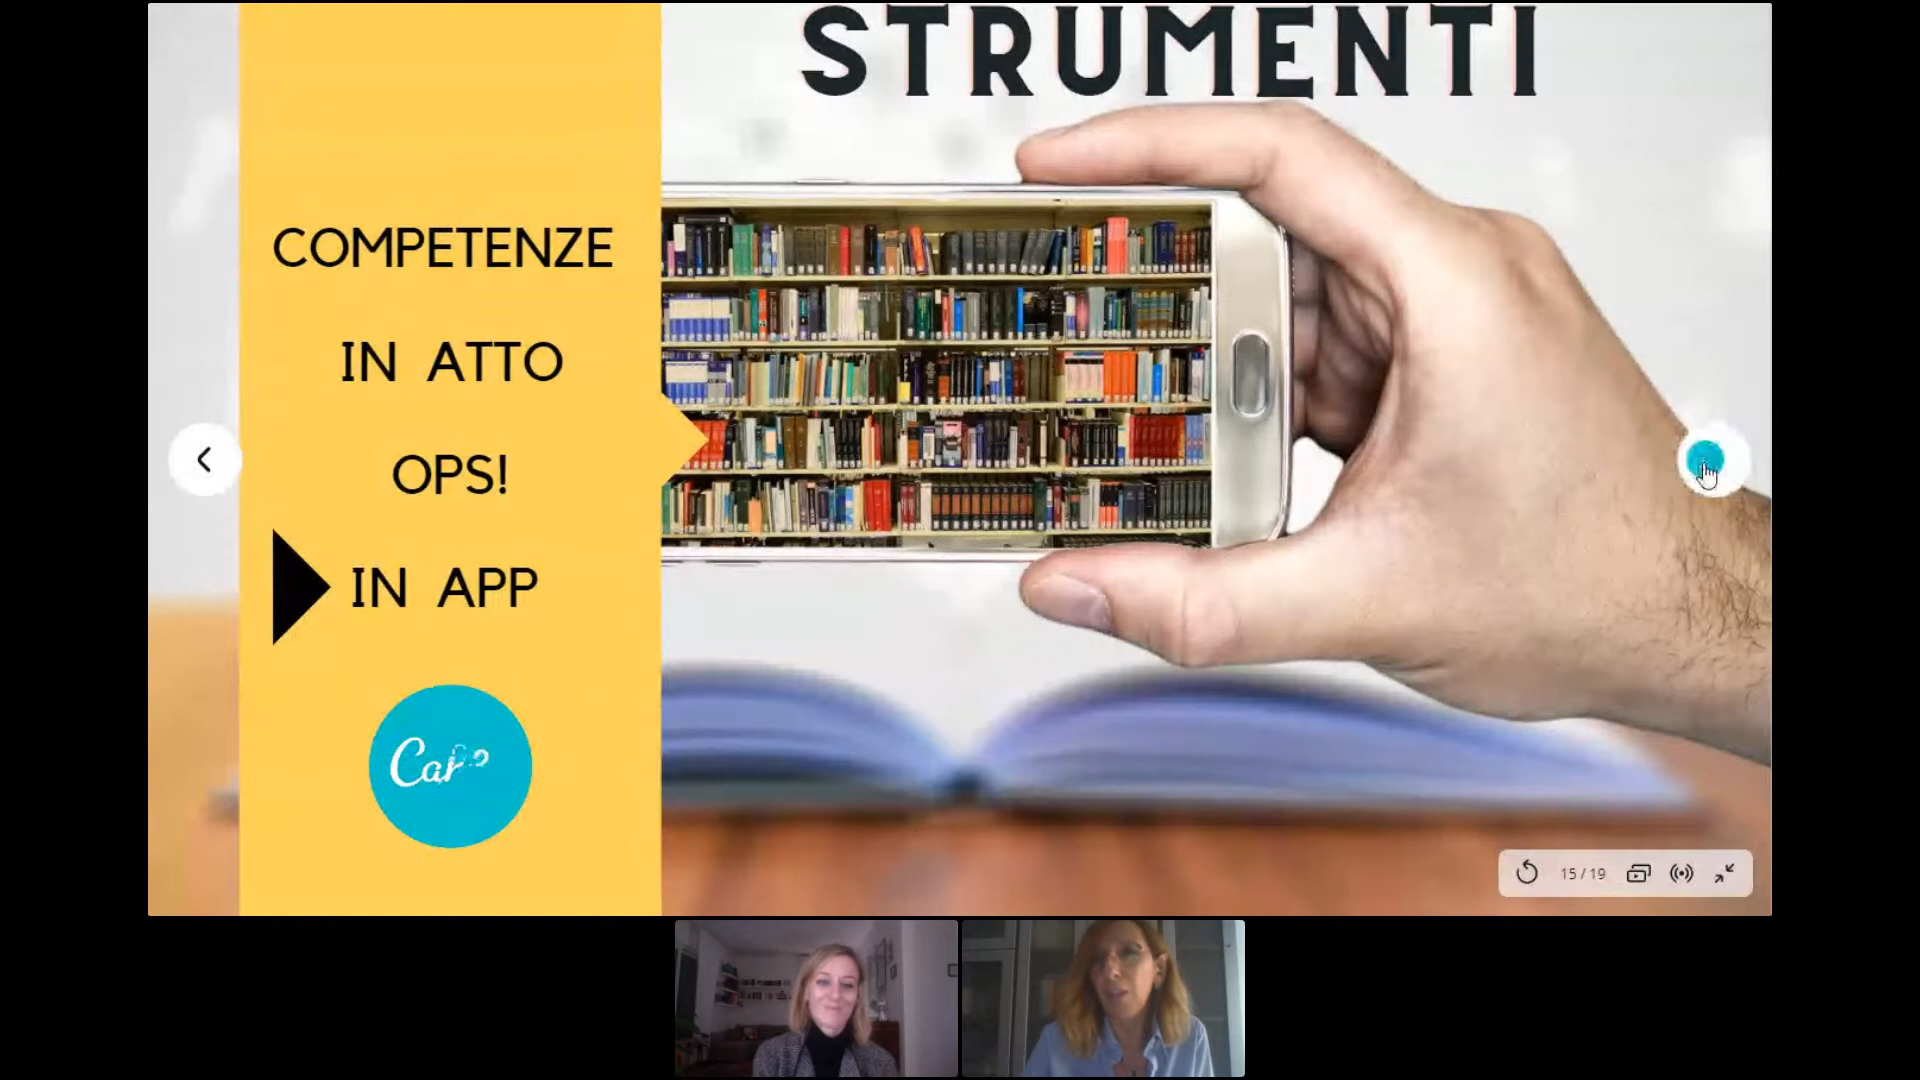 STRUMENTI
COMPETENZE
IN ATTO
OPS!
IN APP
15 / 19